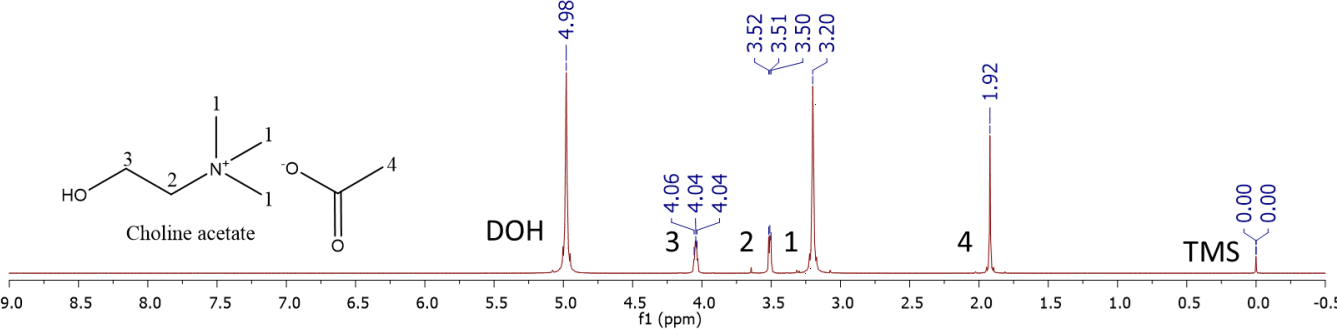 4.98
3.52
3.51
3.50
3.20
1.92
4.06
4.04
4.04
0.00
0.00
1
1
1
3
2
N+
HO
-O
4
O
Choline acetate
DOH
3
2
1
4
TMS
9.0 8.5 8.0 7.5 7.0 6.5 6.0 5.5 5.0 4.5 4.0 3.5 3.0 2.5 2.0 1.5 1.0 0.5 0.0 -0.5
f1 (ppm)